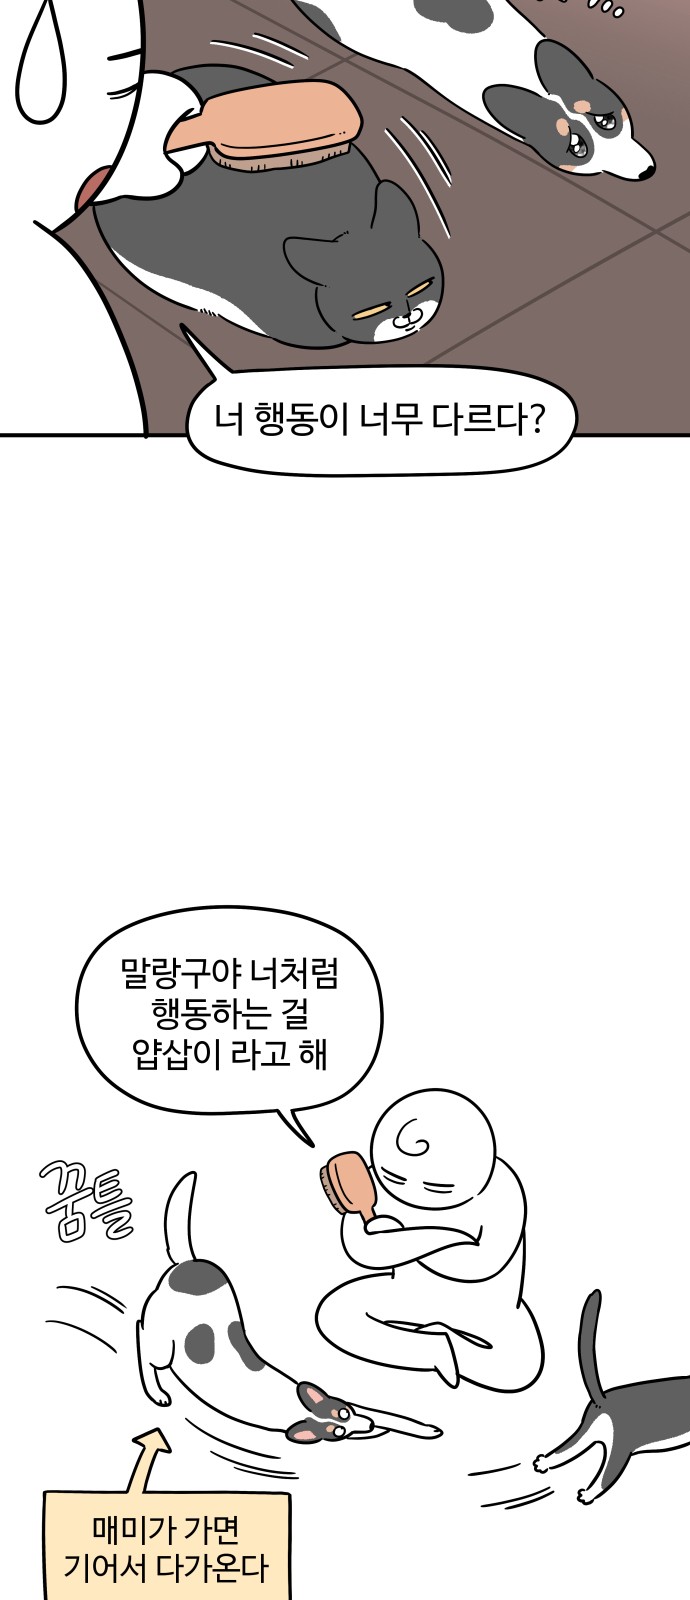 너 행동이 너무 다르다?
말랑구야 너처럼
행동하는 걸
얍삽이 라고 해
꿈틀
매미가 가면
기어서 다가온다